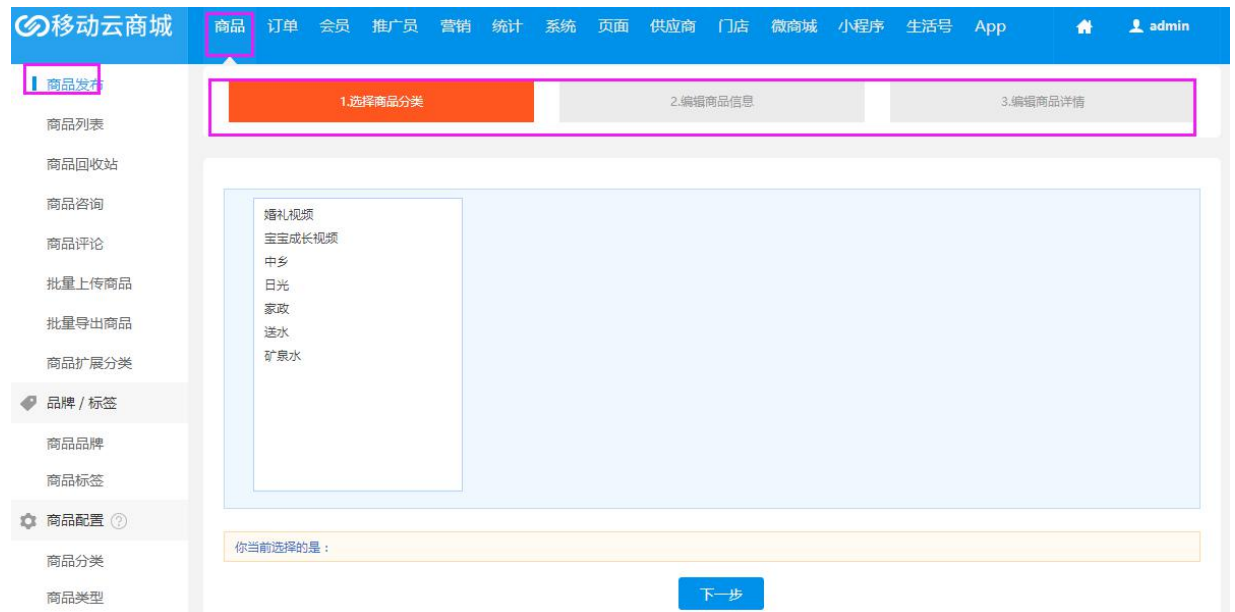 移动云商城
商品 订单 会员 推广员 营销 统计 系统 页面 供应商 门店 微商城 小程序 生活号 App admin
商品发布
商品列表
商品回收站
商品咨询
商品评论
批量上传商品
批量导出商品
商品扩展分类
品牌 / 标签
商品品牌
商品标签
商品配置 ?
商品分类
商品类型
1.选择商品分类 2.编辑商品信息 3.编辑商品详情
婚礼视频
宝宝成长视频
中乡
日光
家政
送水
矿泉水
你当前选择的是：
下一步